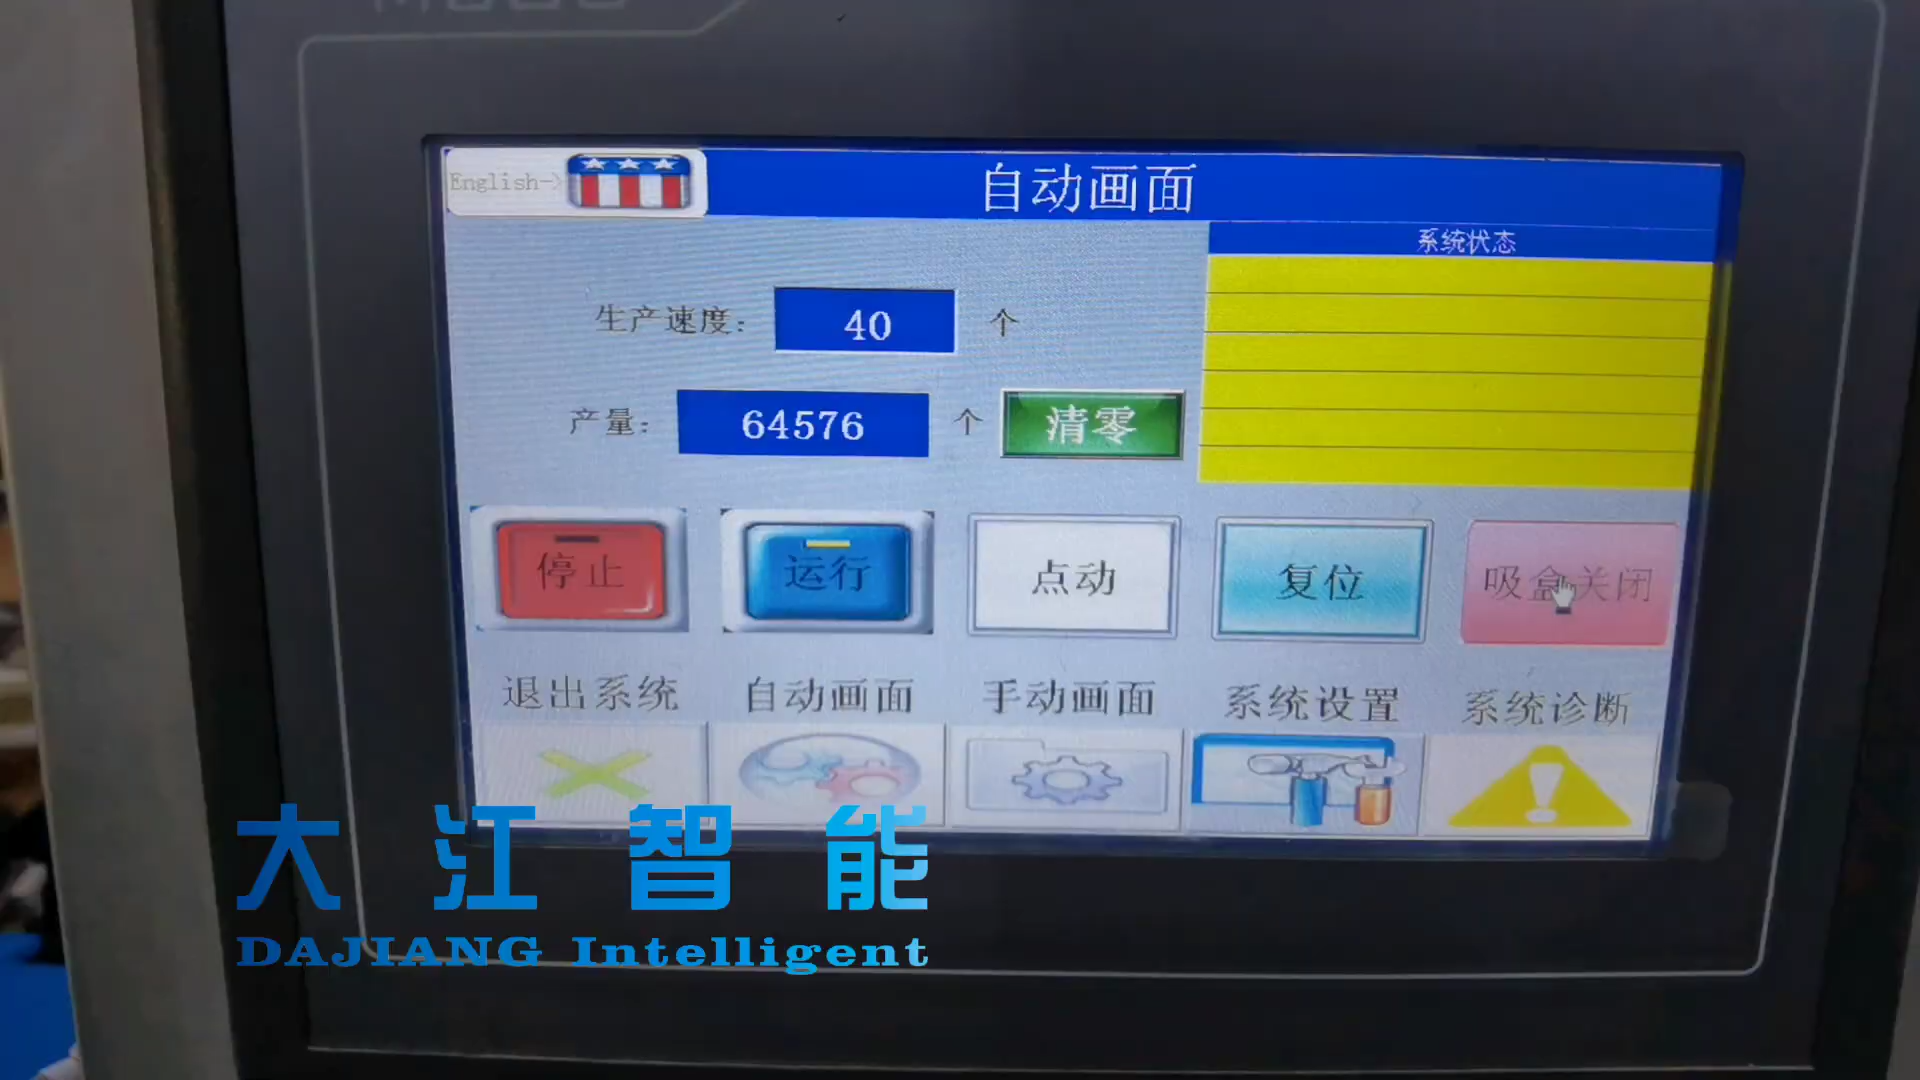 English->
自动画面
系统状态
生产速度: 40 个
产量: 64576 个 清零
停止 运行 点动 复位 吸盒关闭
退出系统 自动画面 手动画面 系统设置 系统诊断
大江智能
DAJIANG Intelligent